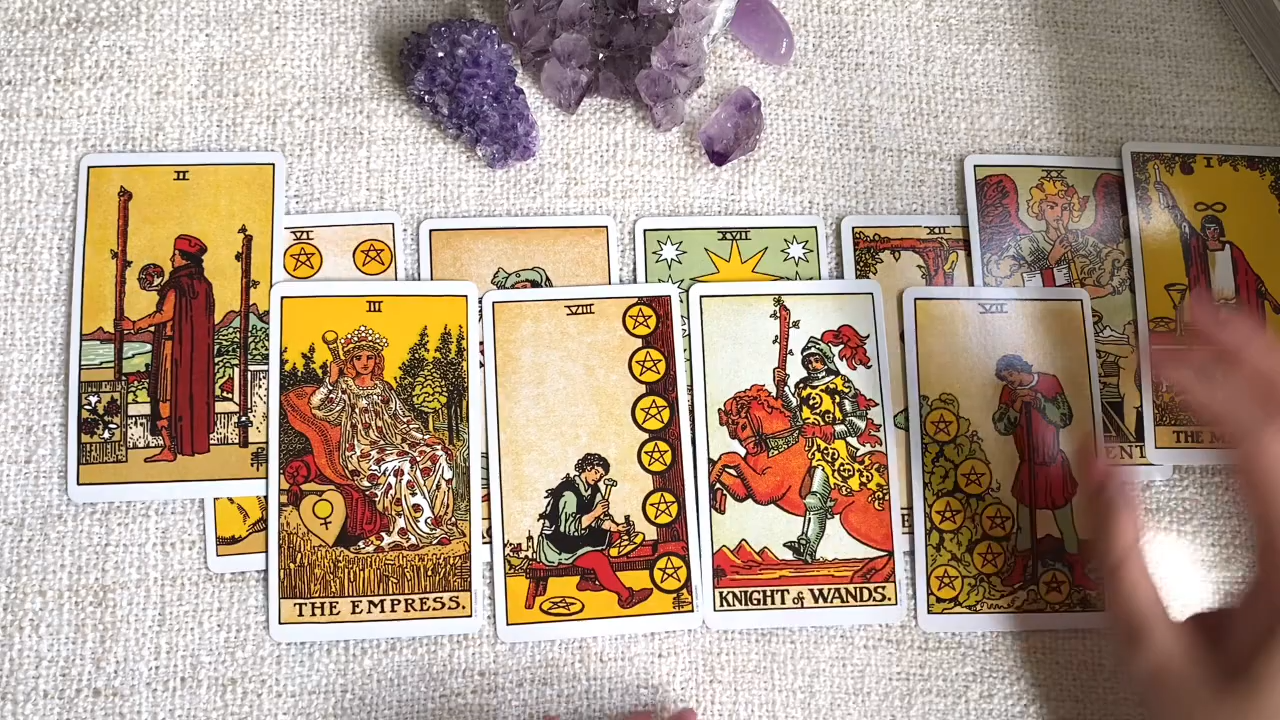 II
VI
III
THE EMPRESS.
VIII
XVII
KNIGHT of WANDS.
XII
VII
XX
I